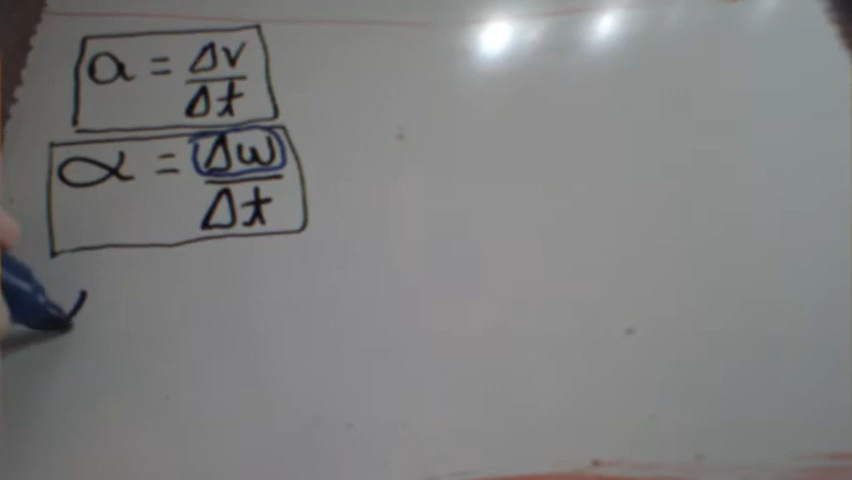 a = Δv/Δt
α = Δω/Δt